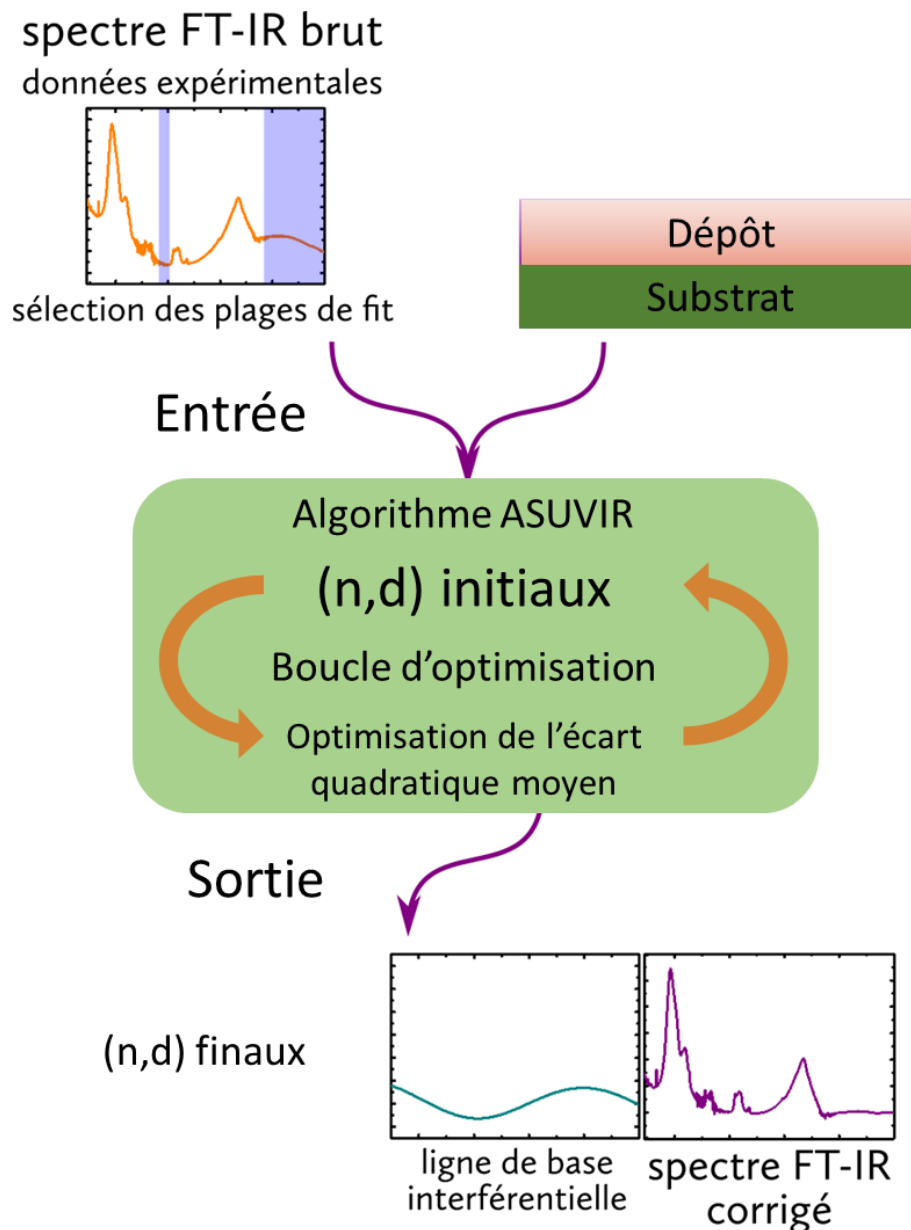 spectre FT-IR brut
données expérimentales
sélection des plages de fit
Dépôt
Substrat
Entrée
Algorithme ASUVIR
(n,d) initiaux
Boucle d’optimisation
Optimisation de l’écart
quadratique moyen
Sortie
(n,d) finaux
ligne de base
interférentielle
spectre FT-IR
corrigé